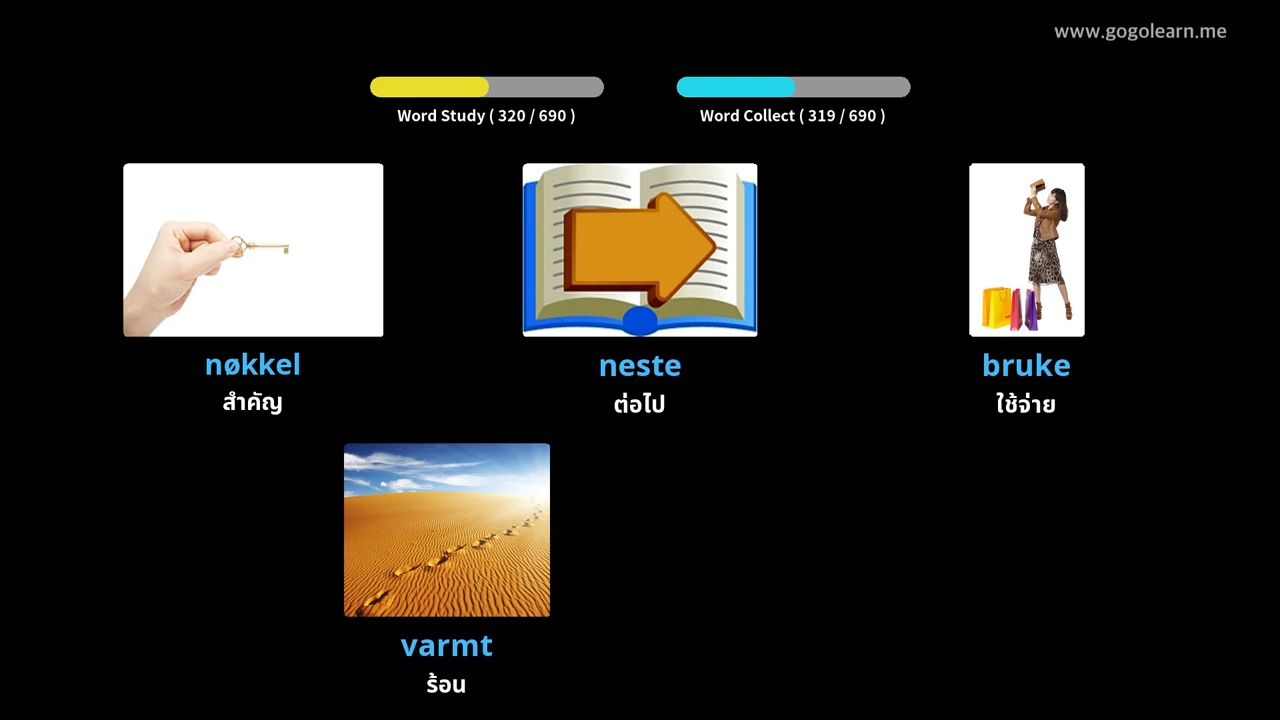 www.gogolearn.me
Word Study ( 320 / 690 )
Word Collect ( 319 / 690 )
nøkkel
สำคัญ
neste
ต่อไป
bruke
ใช้จ่าย
varmt
ร้อน